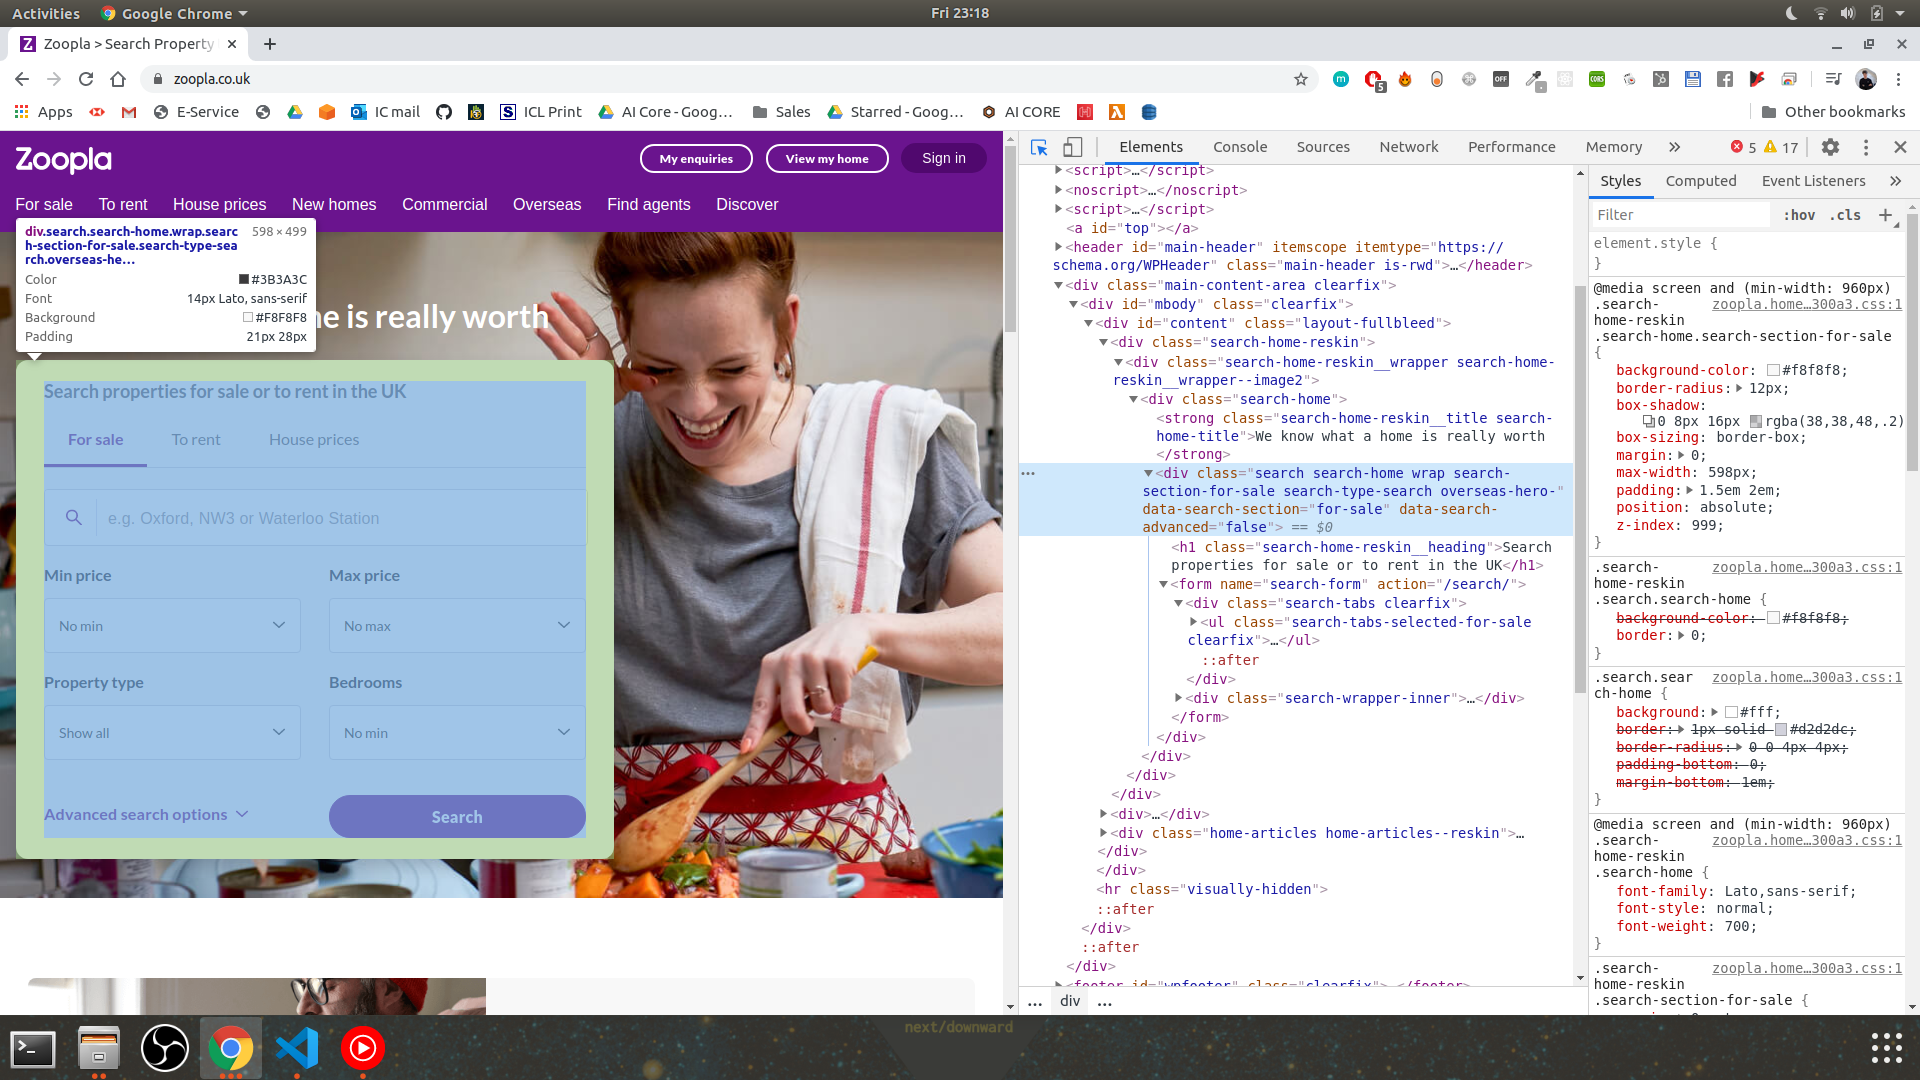 Activities
Google Chrome
Fri 23:18
Zoopla > Search Property
zoopla.co.uk
5
OFF
CORS
Apps
E-Service
IC mail
ICL Print
AI Core - Goog…
Sales
Starred - Goog…
AI CORE
Other bookmarks
Zoopla
My enquiries
View my home
Sign in
For sale
To rent
House prices
New homes
Commercial
Overseas
Find agents
Discover
div.search.search-home.wrap.searc
h-section-for-sale.search-type-sea
rch.overseas-he…
598 × 499
Color #3B3A3C
Font 14px Lato, sans-serif
Background #F8F8F8
Padding 21px 28px
ne is really worth
Search properties for sale or to rent in the UK
For sale
To rent
House prices
e.g. Oxford, NW3 or Waterloo Station
Min price
Max price
No min
No max
Property type
Bedrooms
Show all
No min
Advanced search options
Search
Elements
Console
Sources
Network
Performance
Memory
5
17
<script>…</script>
<noscript>…</noscript>
<script>…</script>
<a id="top"></a>
<header id="main-header" itemscope itemtype="https://
schema.org/WPHeader" class="main-header is-rwd">…</header>
<div class="main-content-area clearfix">
<div id="mbody" class="clearfix">
<div id="content" class="layout-fullbleed">
<div class="search-home-reskin">
<div class="search-home-reskin__wrapper search-home-
reskin__wrapper--image2">
<div class="search-home">
<strong class="search-home-reskin__title search-
home-title">We know what a home is really worth
</strong>
<div class="search search-home wrap search-
section-for-sale search-type-search overseas-hero-"
data-search-section="for-sale" data-search-
advanced="false"> == $0
<h1 class="search-home-reskin__heading">Search
properties for sale or to rent in the UK</h1>
<form name="search-form" action="/search/">
<div class="search-tabs clearfix">
<ul class="search-tabs-selected-for-sale
clearfix">…</ul>
::after
</div>
<div class="search-wrapper-inner">…</div>
</form>
</div>
</div>
</div>
</div>
<div>…</div>
<div class="home-articles home-articles--reskin">…
</div>
</div>
<hr class="visually-hidden">
::after
</div>
::after
</div>
<footer id="wpfooter" class="clearfix">…</footer>
… div …
Styles
Computed
Event Listeners
Filter
:hov
.cls
element.style {
}
@media screen and (min-width: 960px)
.search- zoopla.home…300a3.css:1
home-reskin
.search-home.search-section-for-sale
{
background-color: #f8f8f8;
border-radius: 12px;
box-shadow:
0 8px 16px rgba(38,38,48,.2)
box-sizing: border-box;
margin: 0;
max-width: 598px;
padding: 1.5em 2em;
position: absolute;
z-index: 999;
}
.search- zoopla.home…300a3.css:1
home-reskin
.search.search-home {
background-color: #f8f8f8;
border: 0;
}
.search.sear zoopla.home…300a3.css:1
ch-home {
background: #fff;
border: 1px solid #d2d2dc;
border-radius: 0 0 4px 4px;
padding-bottom: 0;
margin-bottom: 1em;
}
@media screen and (min-width: 960px)
.search- zoopla.home…300a3.css:1
home-reskin
.search-home {
font-family: Lato,sans-serif;
font-style: normal;
font-weight: 700;
}
.search- zoopla.home…300a3.css:1
home-reskin
.search-section-for-sale {
next/downward